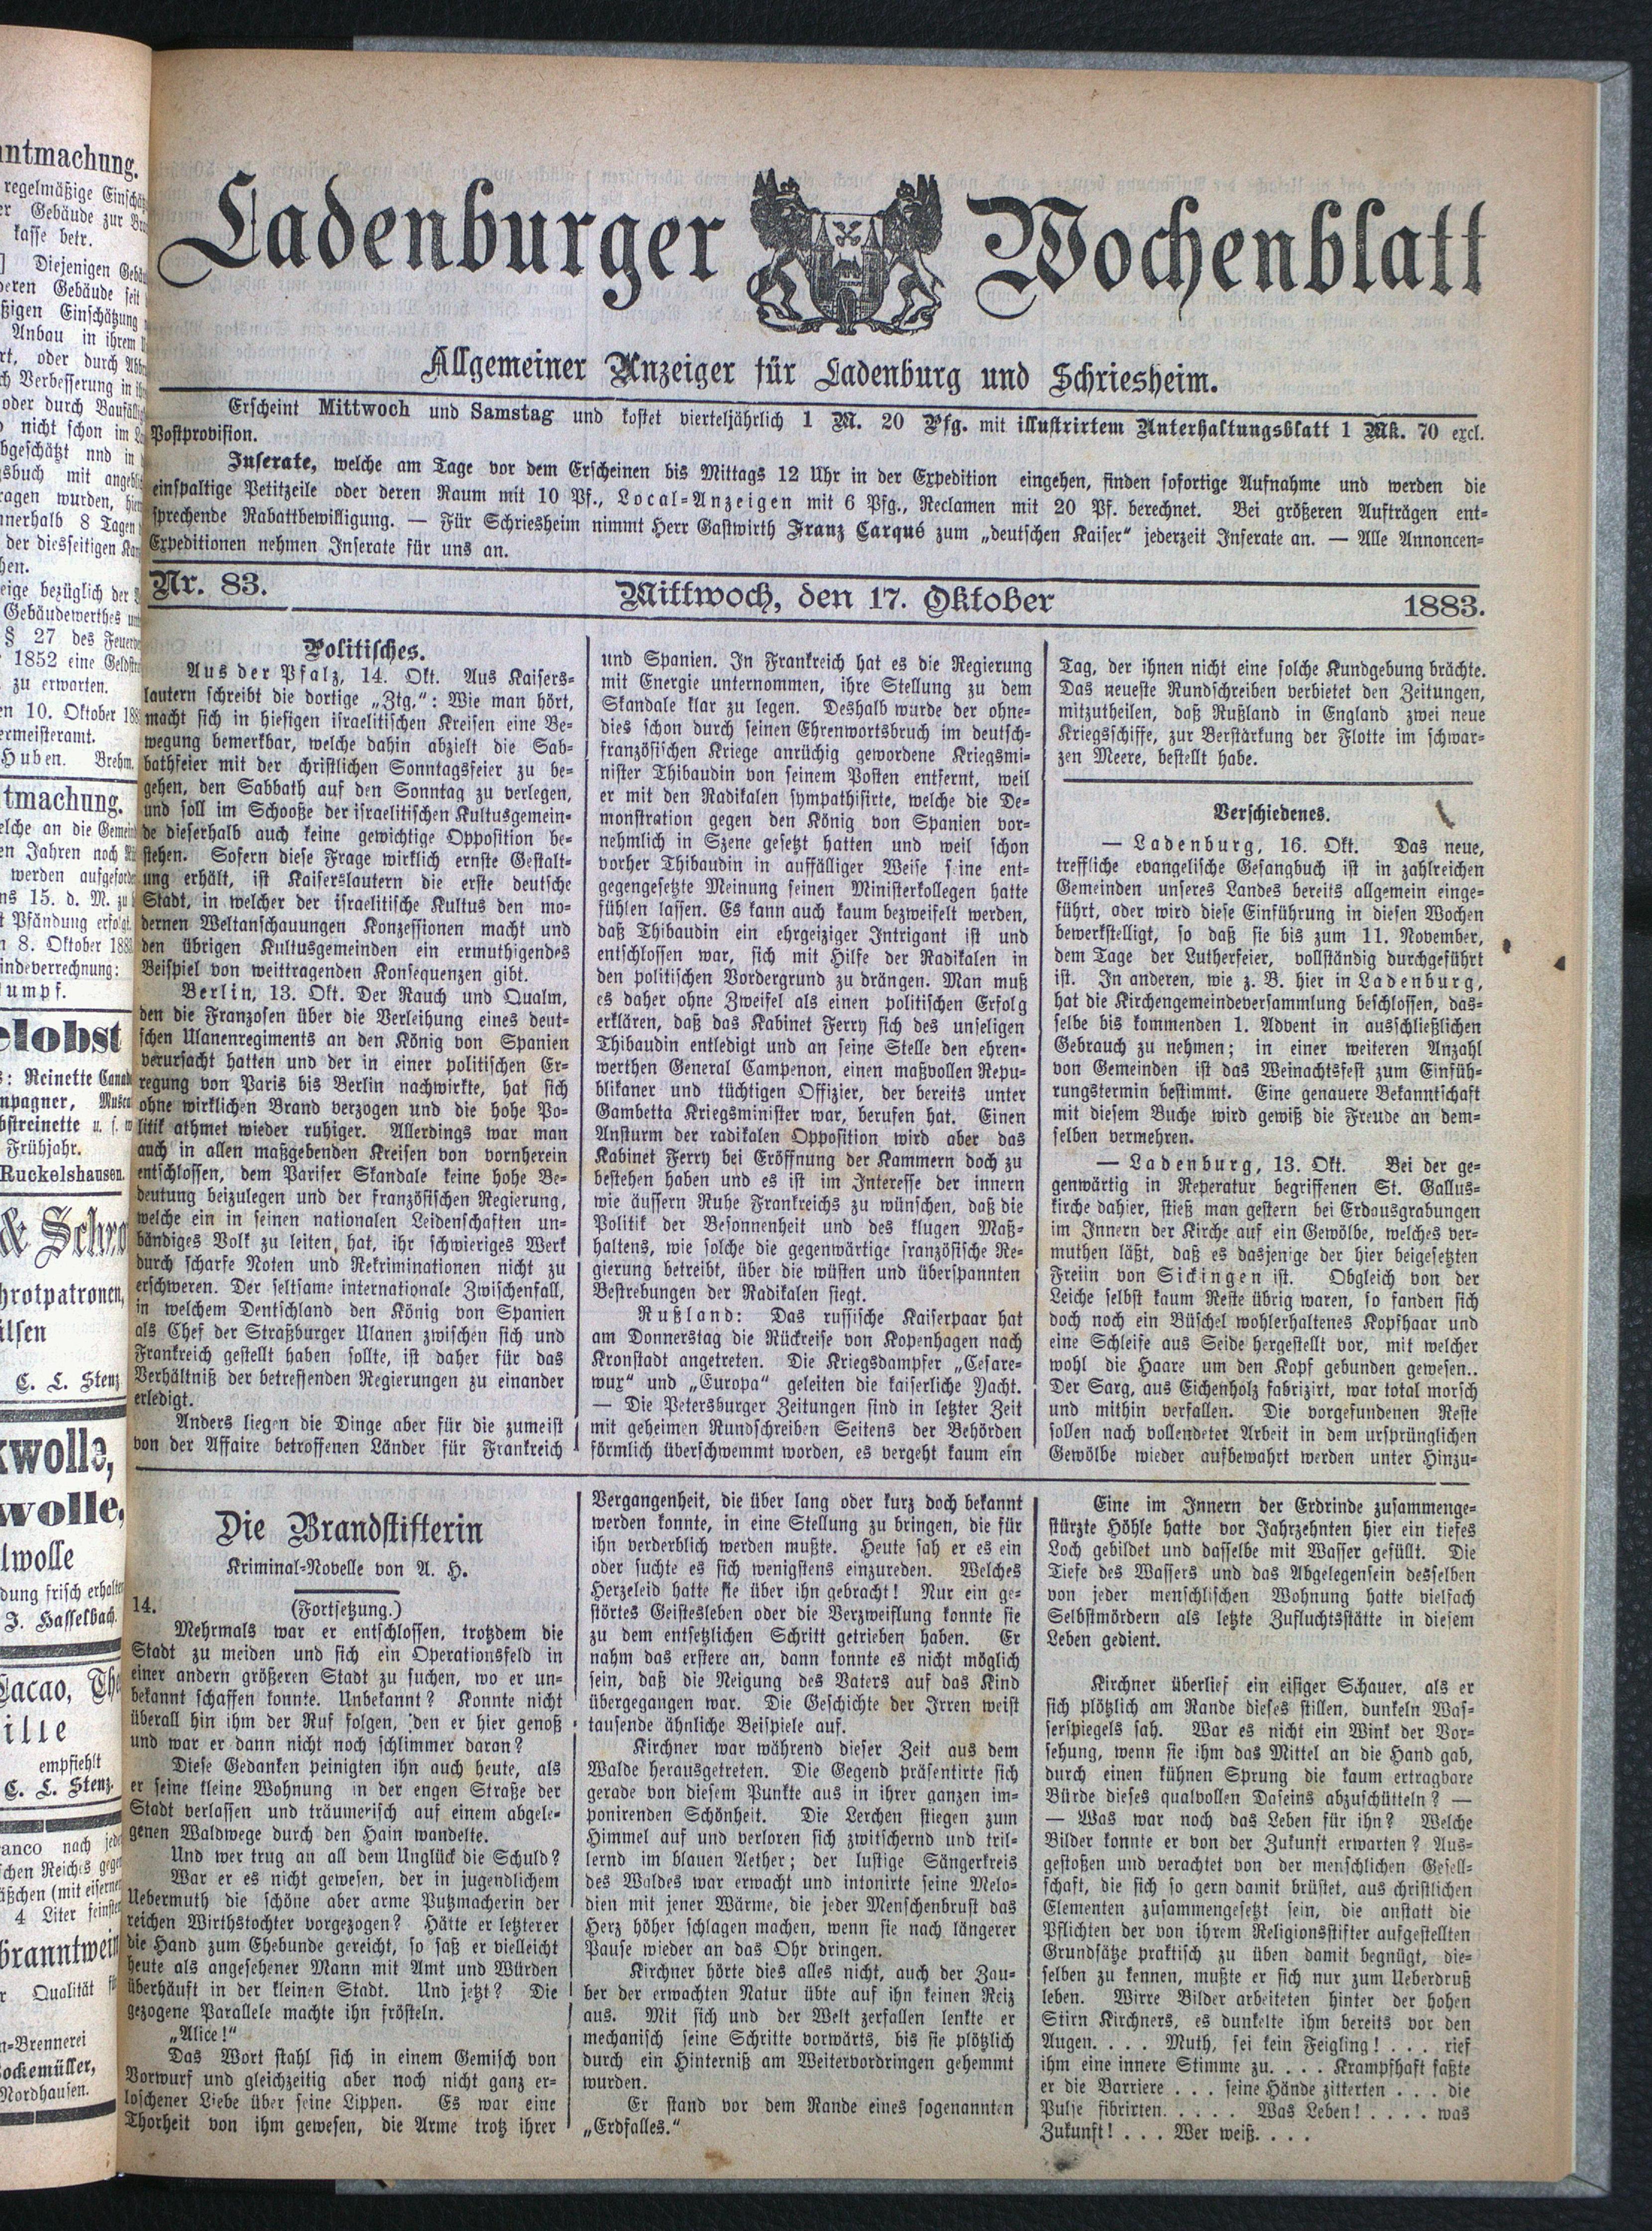 Ladenburger Wochenblatt
Allgemeiner Anzeiger für Ladenburg und Schriesheim.
Erscheint Mittwoch und Samstag und kostet vierteljährlich 1 M. 20 Pfg. mit illustrirtem Unterhaltungsblatt 1 Mk. 70 excl.
Postprovision.
Inserate, welche am Tage vor dem Erscheinen bis Mittags 12 Uhr in der Expedition eingehen, finden sofortige Aufnahme und werden die
einspaltige Petitzeile oder deren Raum mit 10 Pf., Local-Anzeigen mit 6 Pfg., Reclamen mit 20 Pf. berechnet. Bei größeren Aufträgen ent-
sprechende Rabattbewilligung. — Für Schriesheim nimmt Herr Gastwirth Franz Carqué zum „deutschen Kaiser“ jederzeit Inserate an. — Alle Annoncen-
Expeditionen nehmen Inserate für uns an.
Nr. 83. Mittwoch, den 17. Oktober 1883.
Politisches.
Aus der Pfalz, 14. Okt. Aus Kaisers-
lautern schreibt die dortige „Ztg.“: Wie man hört,
macht sich in hiesigen israelitischen Kreisen eine Be-
wegung bemerkbar, welche dahin abzielt die Sab-
bathfeier mit der christlichen Sonntagsfeier zu be-
gehen, den Sabbath auf den Sonntag zu verlegen,
und soll im Schooße der israelitischen Kultusgemein-
de dieserhalb auch keine gewichtige Opposition be-
stehen. Sofern diese Frage wirklich ernste Gestalt-
ung erhält, ist Kaiserslautern die erste deutsche
Stadt, in welcher der israelitische Kultus den mo-
dernen Weltanschauungen Konzessionen macht und
den übrigen Kultusgemeinden ein ermuthigendes
Beispiel von weittragenden Konsequenzen gibt.
Berlin, 13. Okt. Der Rauch und Qualm,
den die Franzosen über die Verleihung eines deut-
schen Ulanenregiments an den König von Spanien
verursacht hatten und der in einer politischen Er-
regung von Paris bis Berlin nachwirkte, hat sich
ohne wirklichen Brand verzogen und die hohe Po-
litik athmet wieder ruhiger. Allerdings war man
auch in allen maßgebenden Kreisen von vornherein
entschlossen, dem Pariser Skandale keine hohe Be-
deutung beizulegen und der französischen Regierung,
welche ein in seinen nationalen Leidenschaften un-
bändiges Volk zu leiten hat, ihr schwieriges Werk
durch scharfe Noten und Rekriminationen nicht zu
erschweren. Der seltsame internationale Zwischenfall,
in welchem Dentschland den König von Spanien
als Chef der Straßburger Ulanen zwischen sich und
Frankreich gestellt haben sollte, ist daher für das
Verhältniß der betreffenden Regierungen zu einander
erledigt.
Anders liegen die Dinge aber für die zumeist
von der Affaire betroffenen Länder für Frankreich
und Spanien. In Frankreich hat es die Regierung
mit Energie unternommen, ihre Stellung zu dem
Skandale klar zu legen. Deshalb wurde der ohne-
dies schon durch seinen Ehrenwortsbruch im deutsch-
französischen Kriege anrüchig gewordene Kriegsmi-
nister Thibaudin von seinem Posten entfernt, weil
er mit den Radikalen sympathisirte, welche die De-
monstration gegen den König von Spanien vor-
nehmlich in Szene gesetzt hatten und weil schon
vorher Thibaudin in auffälliger Weise s ine ent-
gegengesetzte Meinung seinen Ministerkollegen hatte
fühlen lassen. Es kann auch kaum bezweifelt werden,
daß Thibaudin ein ehrgeiziger Intrigant ist und
entschlossen war, sich mit Hilfe der Radikalen in
den politischen Vordergrund zu drängen. Man muß
es daher ohne Zweifel als einen politischen Erfolg
erklären, daß das Kabinet Ferry sich des unseligen
Thibaudin entledigt und an seine Stelle den ehren-
werthen General Campenon, einen maßvollen Repu-
blikaner und tüchtigen Offizier, der bereits unter
Gambetta Kriegsminister war, berufen hat. Einen
Ansturm der radikalen Opposition wird aber das
Kabinet Ferry bei Eröffnung der Kammern doch zu
bestehen haben und es ist im Interesse der innern
wie äussern Ruhe Frankreichs zu wünschen, daß die
Politik der Besonnenheit und des klugen Maß-
haltens, wie solche die gegenwärtige französische Re-
gierung betreibt, über die wüsten und überspannten
Bestrebungen der Radikalen siegt.
Rußland: Das russische Kaiserpaar hat
am Donnerstag die Rückreise von Kopenhagen nach
Kronstadt angetreten. Die Kriegsdampfer „Cesare-
wux“ und „Europa“ geleiten die kaiserliche Yacht.
— Die Petersburger Zeitungen sind in letzter Zeit
mit geheimen Rundschreiben Seitens der Behörden
förmlich überschwemmt worden, es vergeht kaum ein
Tag, der ihnen nicht eine solche Kundgebung brächte.
Das neueste Rundschreiben verbietet den Zeitungen,
mitzutheilen, daß Rußland in England zwei neue
Kriegsschiffe, zur Verstärkung der Flotte im schwar-
zen Meere, bestellt habe.
Verschiedenes.
— Ladenburg, 16. Okt. Das neue,
treffliche evangelische Gesangbuch ist in zahlreichen
Gemeinden unseres Landes bereits allgemein einge-
führt, oder wird diese Einführung in diesen Wochen
bewerkstelligt, so daß sie bis zum 11. November,
dem Tage der Lutherfeier, vollständig durchgeführt
ist. In anderen, wie z. B. hier in Ladenburg,
hat die Kirchengemeindeversammlung beschlossen, das-
selbe bis kommenden 1. Advent in ausschließlichen
Gebrauch zu nehmen; in einer weiteren Anzahl
von Gemeinden ist das Weinachtsfest zum Einfüh-
rungstermin bestimmt. Eine genauere Bekanntschaft
mit diesem Buche wird gewiß die Freude an dem-
selben vermehren.
— Ladenburg, 13. Okt. Bei der ge-
genwärtig in Reperatur begriffenen St. Gallus-
kirche dahier, stieß man gestern bei Erdausgrabungen
im Innern der Kirche auf ein Gewölbe, welches ver-
muthen läßt, daß es dasjenige der hier beigesetzten
Freiin von Sickingen ist. Obgleich von der
Leiche selbst kaum Reste übrig waren, so fanden sich
doch noch ein Büschel wohlerhaltenes Kopfhaar und
eine Schleife aus Seide hergestellt vor, mit welcher
wohl die Haare um den Kopf gebunden gewesen..
Der Sarg, aus Eichenholz fabrizirt, war total morsch
und mithin verfallen. Die vorgefundenen Reste
sollen nach vollendeter Arbeit in dem ursprünglichen
Gewölbe wieder aufbewahrt werden unter Hinzu-
Die Brandstifterin
Kriminal-Novelle von A. H.
14. (Fortsetzung.)
Mehrmals war er entschlossen, trotzdem die
Stadt zu meiden und sich ein Operationsfeld in
einer andern größeren Stadt zu suchen, wo er un-
bekannt schaffen konnte. Unbekannt? Konnte nicht
überall hin ihm der Ruf folgen, den er hier genoß
und war er dann nicht noch schlimmer daran?
Diese Gedanken peinigten ihn auch heute, als
er seine kleine Wohnung in der engen Straße der
Stadt verlassen und träumerisch auf einem abgele-
genen Waldwege durch den Hain wandelte.
Und wer trug an all dem Unglück die Schuld?
War er es nicht gewesen, der in jugendlichem
Uebermuth die schöne aber arme Putzmacherin der
reichen Wirthstochter vorgezogen? Hätte er letzterer
die Hand zum Ehebunde gereicht, so saß er vielleicht
heute als angesehener Mann mit Amt und Würden
überhäuft in der kleinen Stadt. Und jetzt? Die
gezogene Parallele machte ihn frösteln.
„Alice!“
Das Wort stahl sich in einem Gemisch von
Vorwurf und gleichzeitig aber noch nicht ganz er-
loschener Liebe über seine Lippen. Es war eine
Thorheit von ihm gewesen, die Arme trotz ihrer
Vergangenheit, die über lang oder kurz doch bekannt
werden konnte, in eine Stellung zu bringen, die für
ihn verderblich werden mußte. Heute sah er es ein
oder suchte es sich wenigstens einzureden. Welches
Herzeleid hatte sie über ihn gebracht! Nur ein ge-
störtes Geistesleben oder die Verzweiflung konnte sie
zu dem entsetzlichen Schritt getrieben haben. Er
nahm das erstere an, dann konnte es nicht möglich
sein, daß die Neigung des Vaters auf das Kind
übergegangen war. Die Geschichte der Irren weist
tausende ähnliche Beispiele auf.
Kirchner war während dieser Zeit aus dem
Walde herausgetreten. Die Gegend präsentirte sich
gerade von diesem Punkte aus in ihrer ganzen im-
ponirenden Schönheit. Die Lerchen stiegen zum
Himmel auf und verloren sich zwitschernd und tril-
lernd im blauen Aether; der lustige Sängerkreis
des Waldes war erwacht und intonirte seine Melo-
dien mit jener Wärme, die jeder Menschenbrust das
Herz höher schlagen machen, wenn sie nach längerer
Pause wieder an das Ohr dringen.
Kirchner hörte dies alles nicht, auch der Zau-
ber der erwachten Natur übte auf ihn keinen Reiz
aus. Mit sich und der Welt zerfallen lenkte er
mechanisch seine Schritte vorwärts, bis sie plötzlich
durch ein Hinterniß am Weitervordringen gehemmt
wurden.
Er stand vor dem Rande eines sogenannten
„Erdfalles.“
Eine im Innern der Erdrinde zusammenge-
stürzte Höhle hatte vor Jahrzehnten hier ein tiefes
Loch gebildet und dasselbe mit Wasser gefüllt. Die
Tiefe des Wassers und das Abgelegensein desselben
von jeder menschlischen Wohnung hatte vielfach
Selbstmördern als letzte Zufluchtsstätte in diesem
Leben gedient.
Kirchner überlief ein eisiger Schauer, als er
sich plötzlich am Rande dieses stillen, dunkeln Was-
serspiegels sah. War es nicht ein Wink der Vor-
sehung, wenn sie ihm das Mittel an die Hand gab,
durch einen kühnen Sprung die kaum ertragbare
Bürde dieses qualvollen Daseins abzuschütteln? —
— Was war noch das Leben für ihn? Welche
Bilder konnte er von der Zukunft erwarten? Aus-
gestoßen und verachtet von der menschlichen Gesell-
schaft, die sich so gern damit brüstet, aus christlichen
Elementen zusammengesetzt sein, die anstatt die
Pflichten der von ihrem Religionsstifter aufgestellten
Grundsätze praktisch zu üben damit begnügt, die-
selben zu kennen, mußte er sich nur zum Ueberdruß
leben. Wirre Bilder arbeiteten hinter der hohen
Stirn Kirchners, es dunkelte ihm bereits vor den
Augen. . . . Muth, sei kein Feigling! . . . rief
ihm eine innere Stimme zu. . . . Krampfhaft faßte
er die Barriere . . . seine Hände zitterten . . . die
Pulse fibrirten. . . . . Was Leben! . . . . was
Zukunft! . . . Wer weiß. . . .